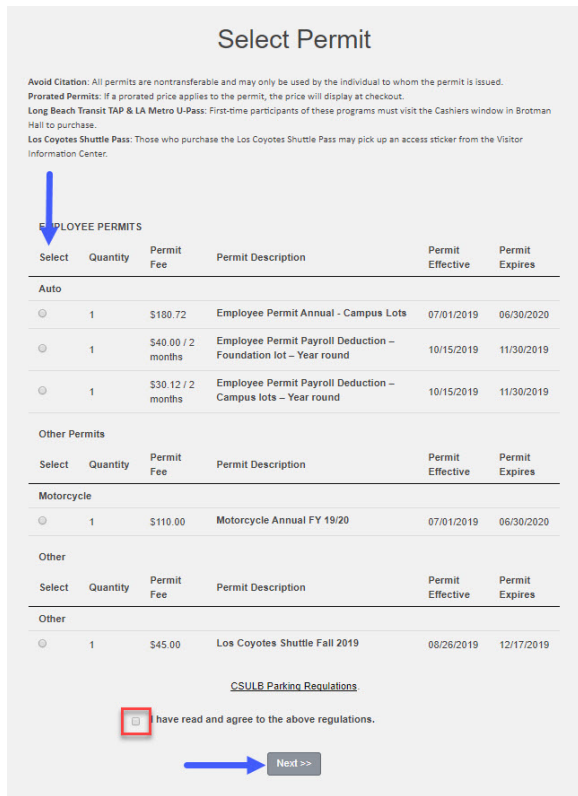 Select Permit
Avoid Citation: All permits are nontransferable and may only be used by the individual to whom the permit is issued.
Prorated Permits: If a prorated price applies to the permit, the price will display at checkout.
Long Beach Transit TAP & LA Metro U-Pass: First-time participants of these programs must visit the Cashiers window in Brotman
Hall to purchase.
Los Coyotes Shuttle Pass: Those who purchase the Los Coyotes Shuttle Pass may pick up an access sticker from the Visitor
Information Center.
EMPLOYEE PERMITS
Select Quantity Permit Fee Permit Description Permit Effective Permit Expires
Auto
1 $180.72 Employee Permit Annual - Campus Lots 07/01/2019 06/30/2020
1 $40.00 / 2 months Employee Permit Payroll Deduction – Foundation lot – Year round 10/15/2019 11/30/2019
1 $30.12 / 2 months Employee Permit Payroll Deduction – Campus lots – Year round 10/15/2019 11/30/2019
Other Permits
Select Quantity Permit Fee Permit Description Permit Effective Permit Expires
Motorcycle
1 $110.00 Motorcycle Annual FY 19/20 07/01/2019 06/30/2020
Other
Select Quantity Permit Fee Permit Description Permit Effective Permit Expires
Other
1 $45.00 Los Coyotes Shuttle Fall 2019 08/26/2019 12/17/2019
CSULB Parking Regulations.
I have read and agree to the above regulations.
Next >>